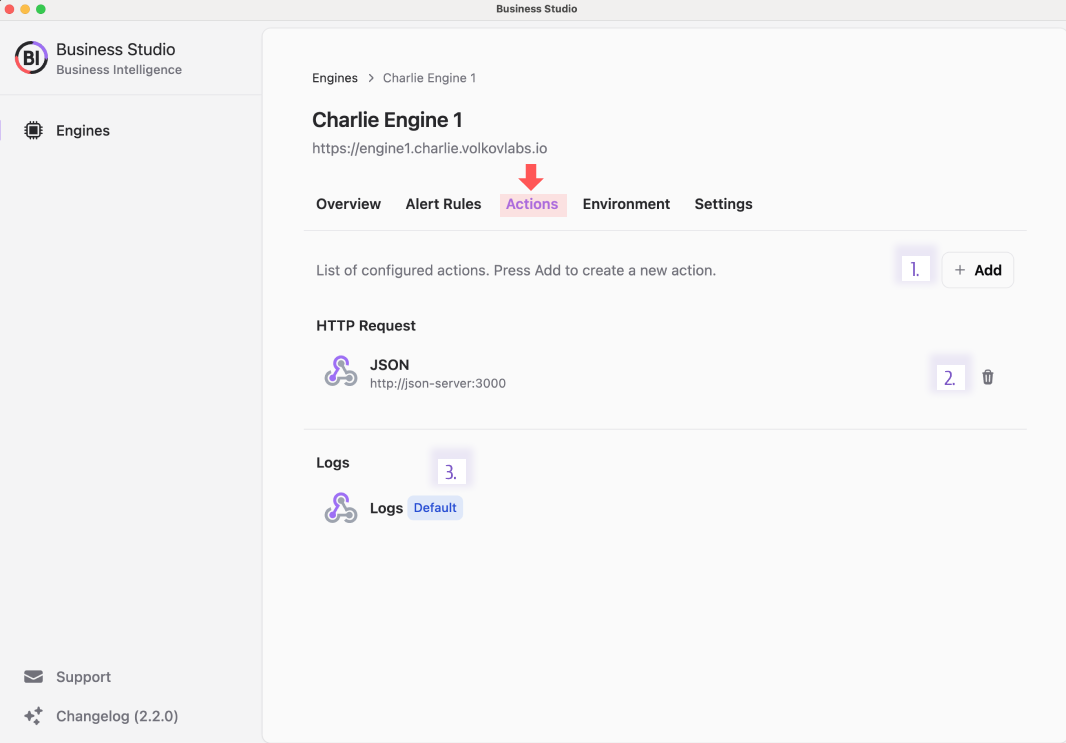 Business Studio
BI
Business Studio
Business Intelligence
Engines
Engines > Charlie Engine 1
Charlie Engine 1
https://engine1.charlie.volkovlabs.io
Overview Alert Rules Actions Environment Settings
List of configured actions. Press Add to create a new action.
1.
+ Add
HTTP Request
JSON
http://json-server:3000
2.
Logs
3.
Logs Default
Support
Changelog (2.2.0)